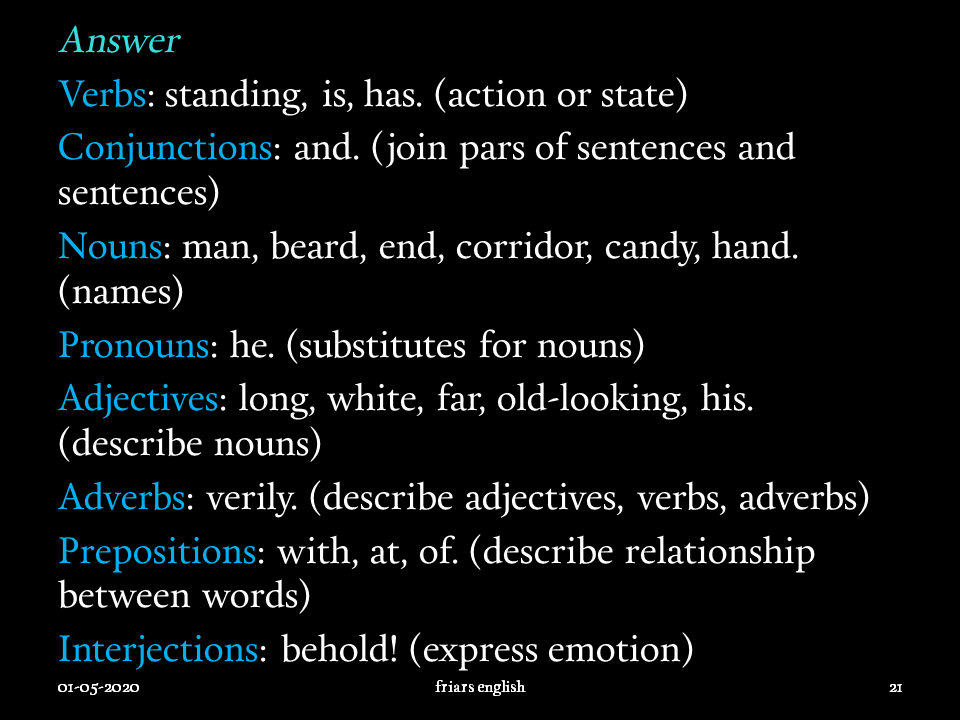 Answer
Verbs: standing, is, has. (action or state)
Conjunctions: and. (join pars of sentences and
sentences)
Nouns: man, beard, end, corridor, candy, hand.
(names)
Pronouns: he. (substitutes for nouns)
Adjectives: long, white, far, old-looking, his.
(describe nouns)
Adverbs: verily. (describe adjectives, verbs, adverbs)
Prepositions: with, at, of. (describe relationship
between words)
Interjections: behold! (express emotion)
01-05-2020 friars english 21